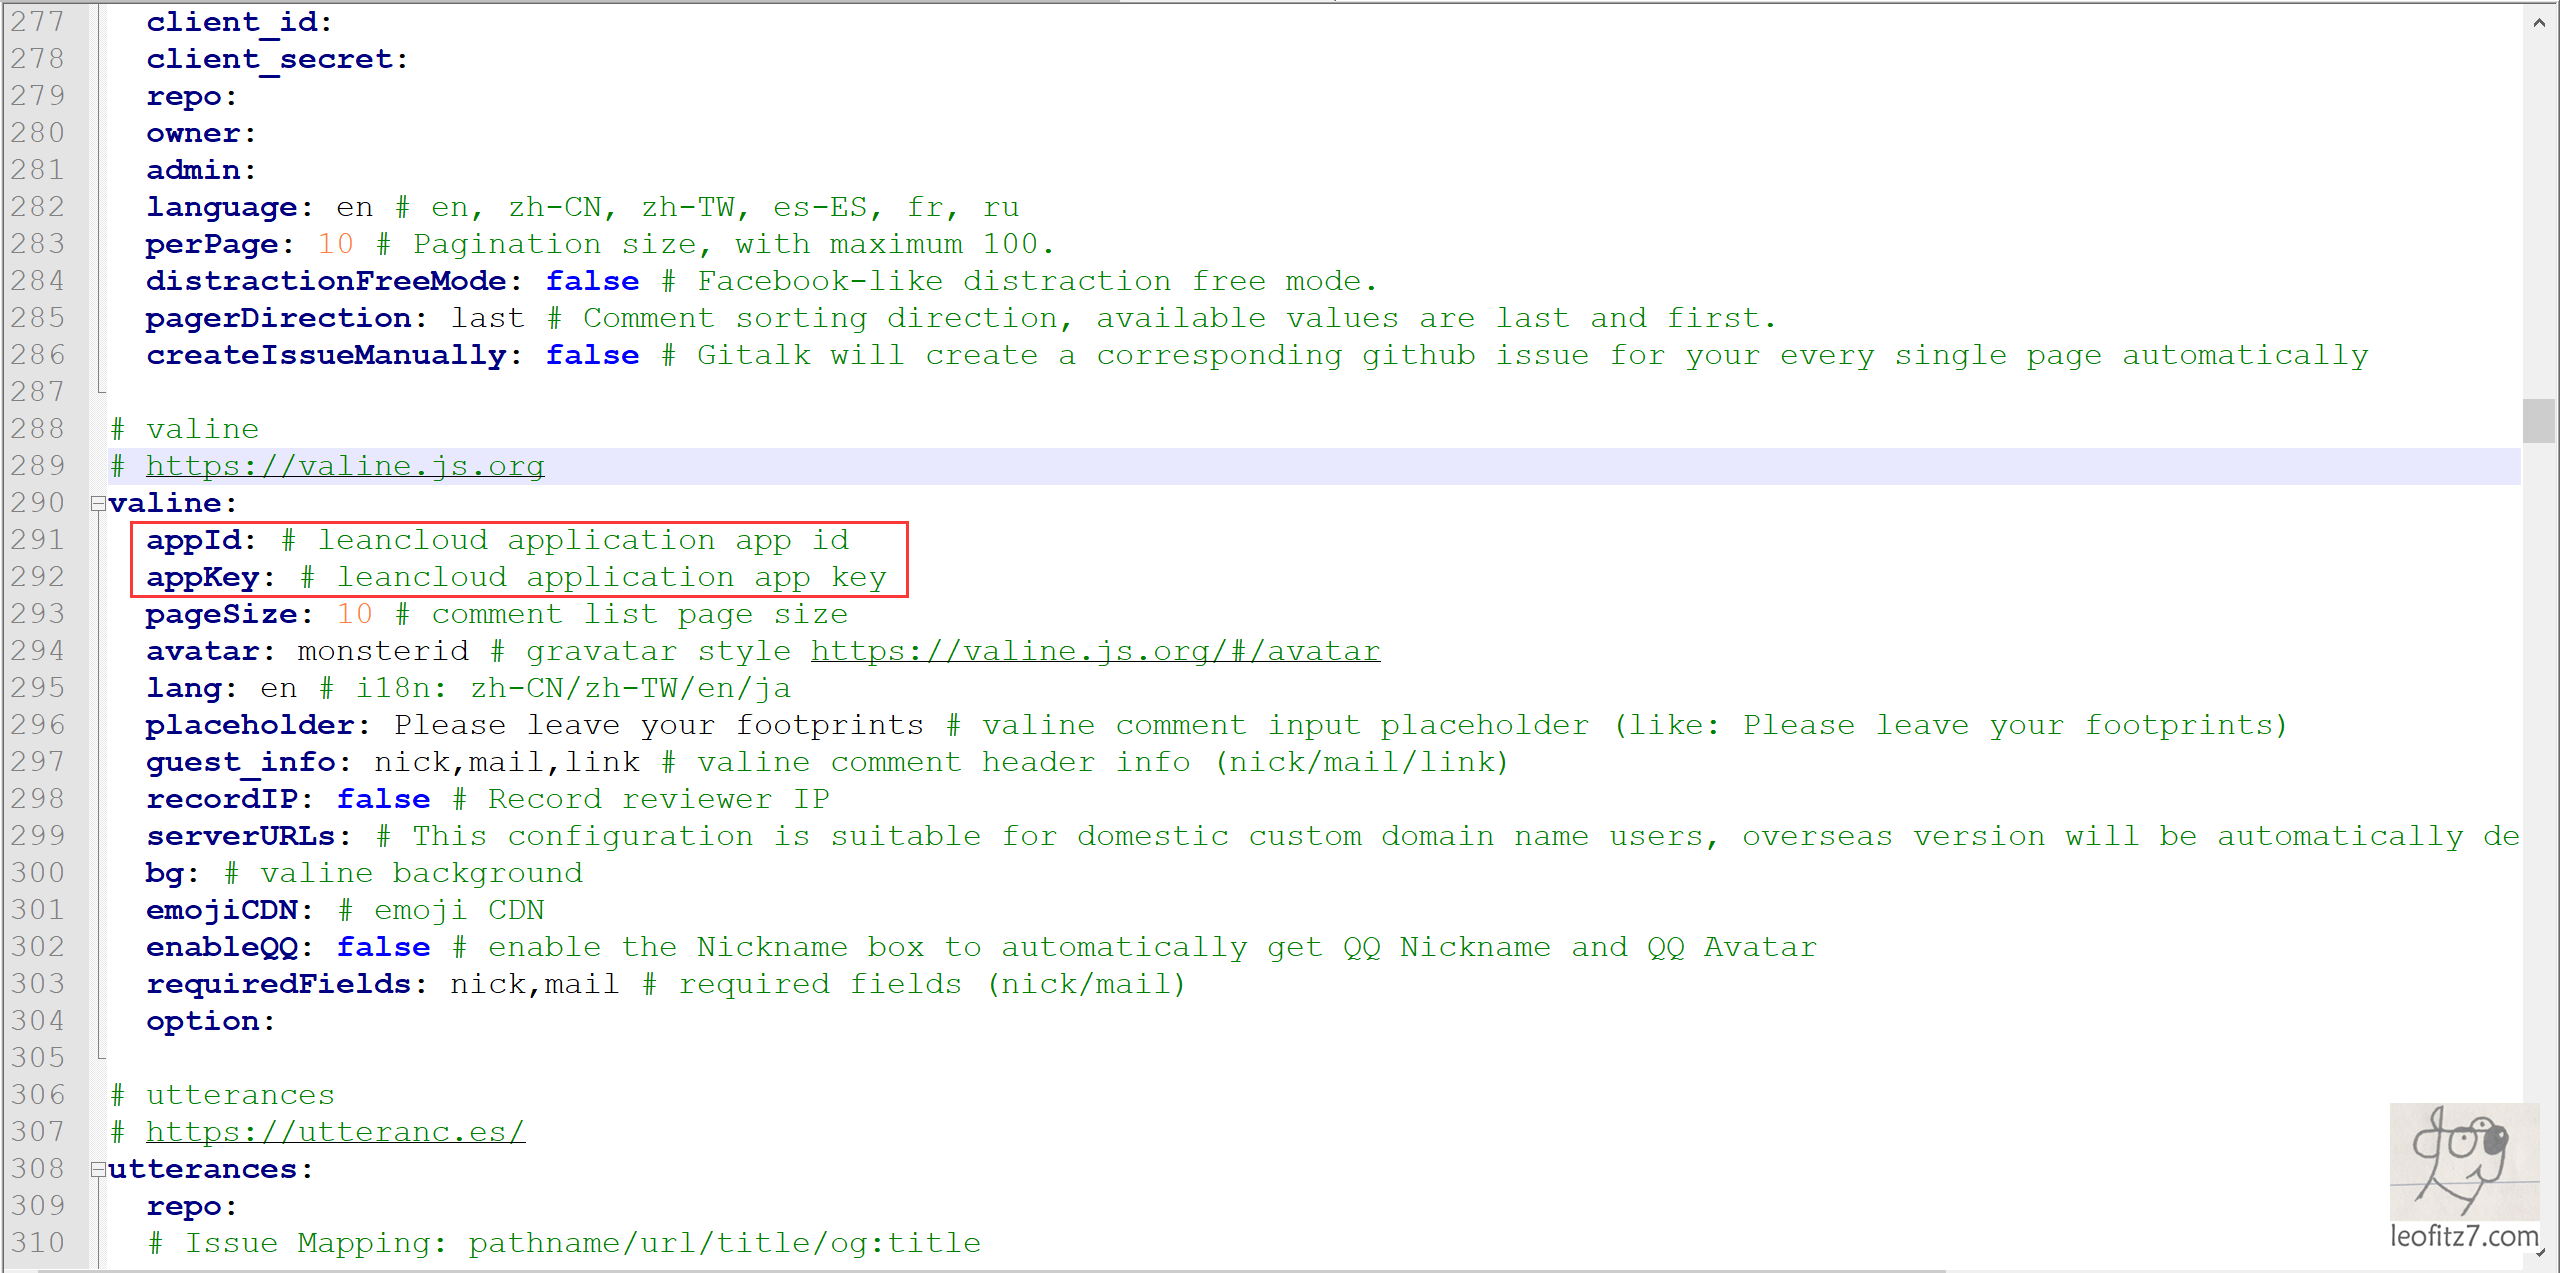 277 client_id:
278 client_secret:
279 repo:
280 owner:
281 admin:
282 language: en # en, zh-CN, zh-TW, es-ES, fr, ru
283 perPage: 10 # Pagination size, with maximum 100.
284 distractionFreeMode: false # Facebook-like distraction free mode.
285 pagerDirection: last # Comment sorting direction, available values are last and first.
286 createIssueManually: false # Gitalk will create a corresponding github issue for your every single page automatically
287
288 # valine
289 # https://valine.js.org
290 valine:
291 appId: # leancloud application app id
292 appKey: # leancloud application app key
293 pageSize: 10 # comment list page size
294 avatar: monsterid # gravatar style https://valine.js.org/#/avatar
295 lang: en # i18n: zh-CN/zh-TW/en/ja
296 placeholder: Please leave your footprints # valine comment input placeholder (like: Please leave your footprints)
297 guest_info: nick,mail,link # valine comment header info (nick/mail/link)
298 recordIP: false # Record reviewer IP
299 serverURLs: # This configuration is suitable for domestic custom domain name users, overseas version will be automatically de
300 bg: # valine background
301 emojiCDN: # emoji CDN
302 enableQQ: false # enable the Nickname box to automatically get QQ Nickname and QQ Avatar
303 requiredFields: nick,mail # required fields (nick/mail)
304 option:
305
306 # utterances
307 # https://utteranc.es/
308 utterances:
309 repo:
310 # Issue Mapping: pathname/url/title/og:title
dog
leofitz7.com